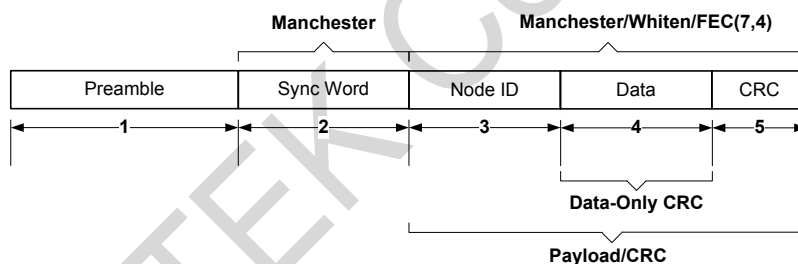 Manchester Manchester/Whiten/FEC(7,4)
Preamble Sync Word Node ID Data CRC
1 2 3 4 5
Data-Only CRC
Payload/CRC